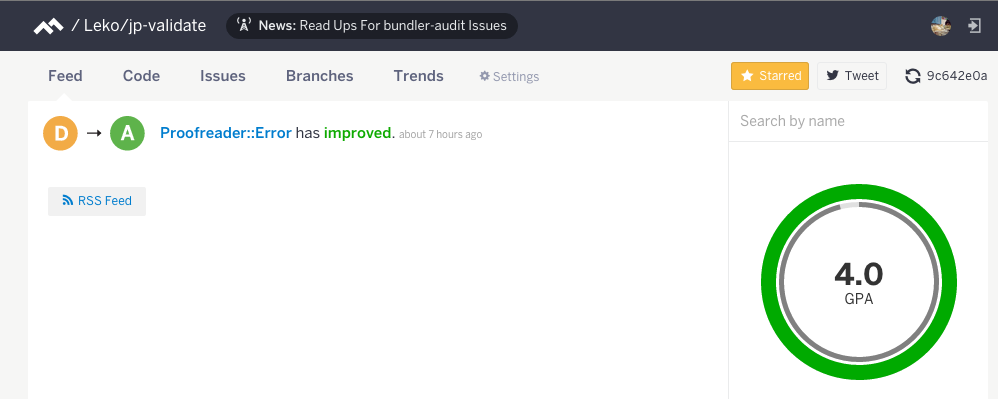 / Leko/jp-validate
News: Read Ups For bundler-audit Issues
Feed Code Issues Branches Trends Settings
Starred Tweet 9c642e0a
D → A Proofreader::Error has improved. about 7 hours ago
Search by name
RSS Feed
4.0
GPA